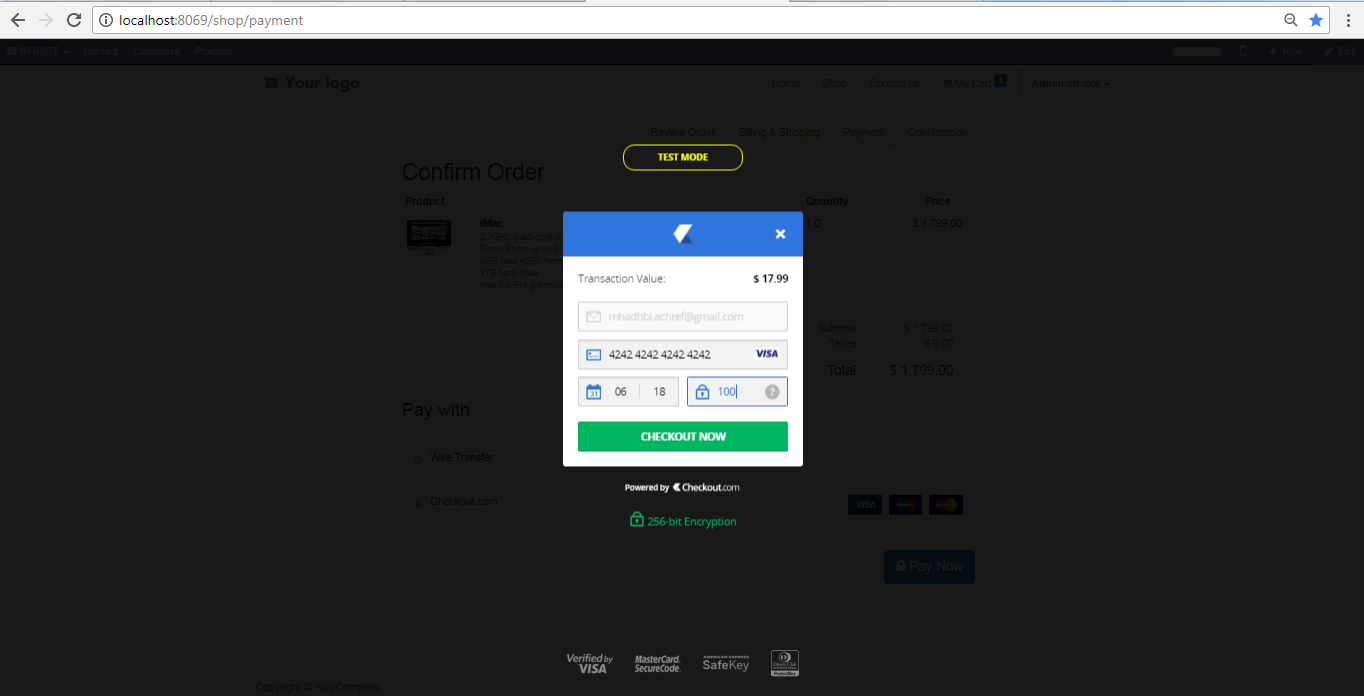 localhost:8069/shop/payment
WEBSITE Content Customize Promote New Edit
Your logo Home Shop Contact us My Cart 1 Administrator
Review Order Billing & Shipping Payment Confirmation
TEST MODE
Confirm Order
Product Quantity Price
iMac 1.0 $ 1,799.00
2.7GHz quad-core
Turbo Boost up to
8GB (two 4GB) mem
1TB hard drive
Intel Iris Pro graphics
Transaction Value: $ 17.99
mhadhbi.achref@gmail.com
4242 4242 4242 4242 VISA
31 06 18 100 ?
CHECKOUT NOW
Subtotal: $ 1,799.00
Taxes: $ 0.00
Total: $ 1,799.00
Pay with
Wire Transfer
Checkout.com VISA
Powered by Checkout.com
256-bit Encryption
Pay Now
Verified by VISA
MasterCard. SecureCode.
AMERICAN EXPRESS SafeKey
Diners Club INTERNATIONAL ProtectBuy
Copyright © YourCompany